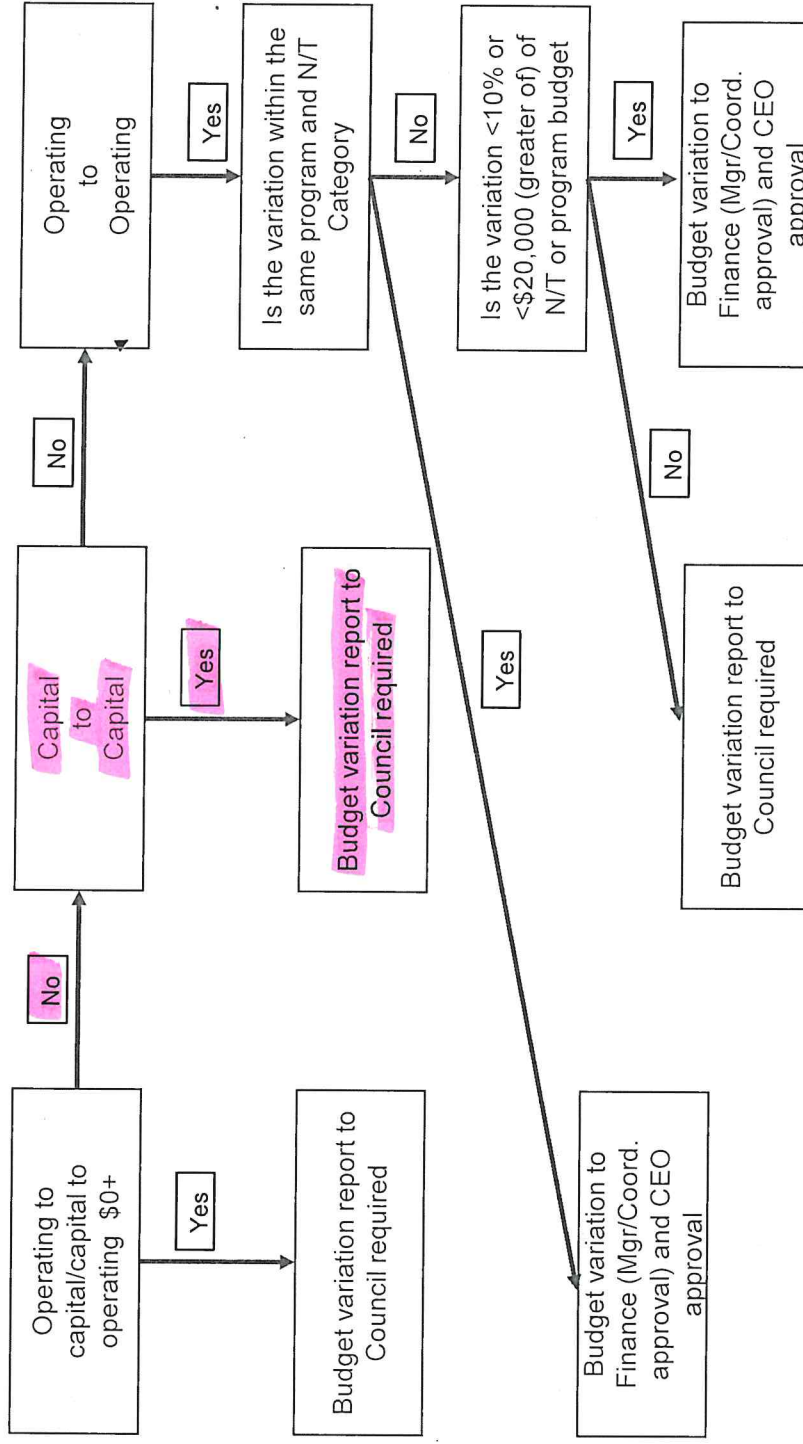 Operating to
capital/capital to
operating $0+
No
Capital
to
Capital
No
Operating
to
Operating
Yes
Budget variation report to
Council required
Yes
Budget variation report to
Council required
Yes
Is the variation within the
same program and N/T
Category
Yes
Budget variation to
Finance (Mgr/Coord.
approval) and CEO
approval
No
Is the variation <10% or
<$20,000 (greater of) of
N/T or program budget
No
Budget variation report to
Council required
Yes
Budget variation to
Finance (Mgr/Coord.
approval) and CEO
approval